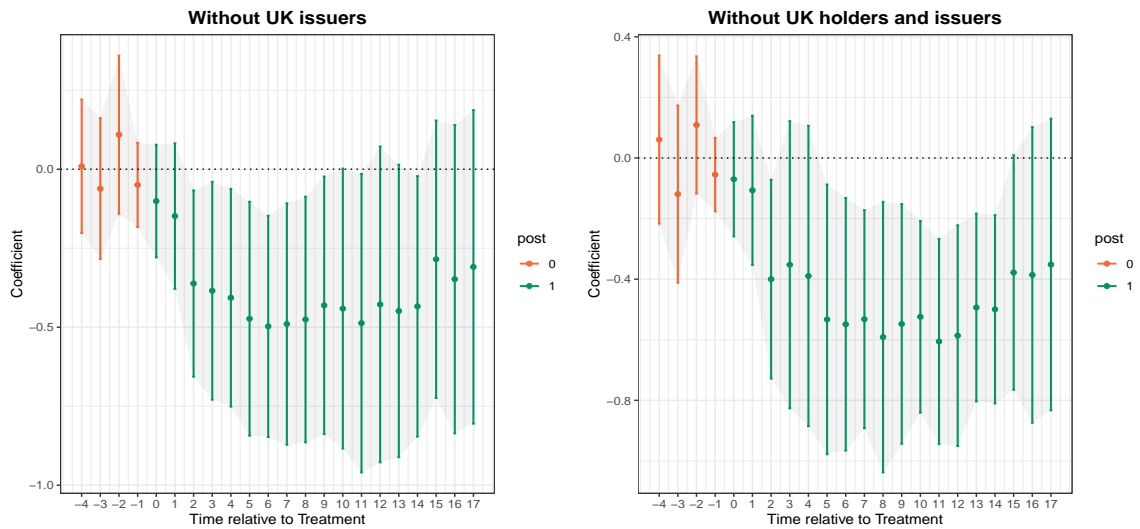 Without UK issuers
Coefficient
0.0
−0.5
−1.0
−4 −3 −2 −1 0 1 2 3 4 5 6 7 8 9 10 11 12 13 14 15 16 17
Time relative to Treatment
post
0
1
Without UK holders and issuers
Coefficient
0.4
0.0
−0.4
−0.8
−4 −3 −2 −1 0 1 2 3 4 5 6 7 8 9 10 11 12 13 14 15 16 17
Time relative to Treatment
post
0
1